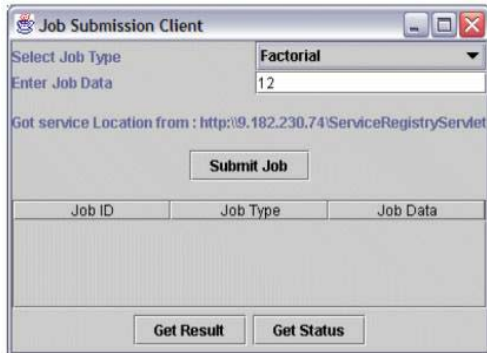 Job Submission Client
Select Job Type Factorial
Enter Job Data 12
Got service Location from : http:\\9.182.230.74\ServiceRegistryServlet
Submit Job
Job ID Job Type Job Data
Get Result Get Status